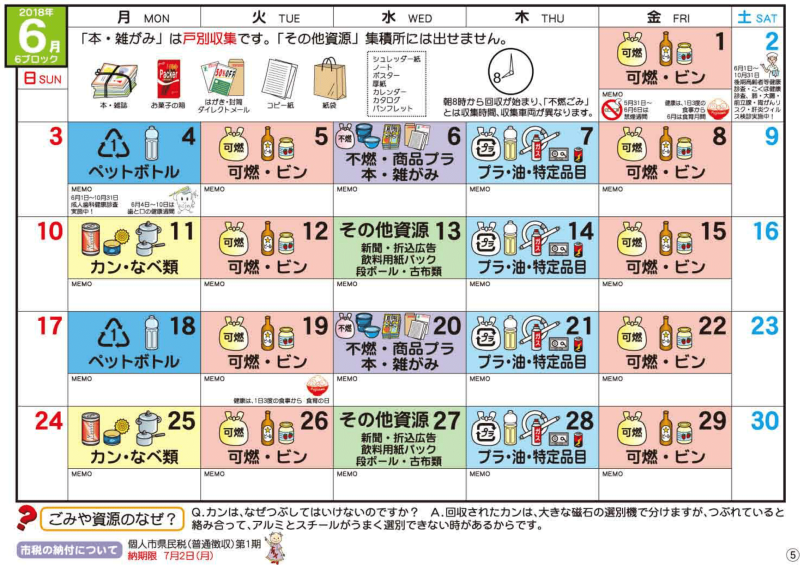 2018年
6月
6ブロック
月 MON
火 TUE
水 WED
木 THU
金 FRI
土 SAT
日 SUN
「本・雑がみ」は戸別収集です。「その他資源」集積所には出せません。
本・雑誌
Packer
お菓子の箱
50%OFF
はがき・封筒
ダイレクトメール
コピー紙
紙袋
シュレッダー紙
ノート
ポスター
厚紙
カレンダー
カタログ
パンフレット
8
朝8時から回収が始まり、「不燃ごみ」
とは収集時間、収集車両が異なります。
可燃
1
可燃・ビン
MEMO
5月31日〜
6月6日は
禁煙週間
健康は、1日3度の
食事から
6月は食育月間
2
6月1日〜
10月31日
後期高齢者等健康
診査・こくほ健康
診査、肺・大腸・
前立腺・胃がんリ
スク・肝炎ウィル
ス検診実施中！
3
1
4
ペットボトル
MEMO
6月1日〜10月31日
成人歯科健康診査
実施中！
6月4日〜10日は
歯と口の健康週間
可燃
5
可燃・ビン
MEMO
不燃
6
不燃・商品プラ
本・雑がみ
MEMO
プラ
ガス
7
プラ・油・特定品目
MEMO
可燃
8
可燃・ビン
MEMO
9
10
11
カン・なべ類
MEMO
可燃
12
可燃・ビン
MEMO
その他資源 13
新聞・折込広告
飲料用紙パック
段ボール・古布類
MEMO
プラ
ガス
14
プラ・油・特定品目
MEMO
可燃
15
可燃・ビン
MEMO
16
17
1
18
ペットボトル
MEMO
可燃
19
可燃・ビン
MEMO
健康は、1日3度の食事から 食育の日
不燃
20
不燃・商品プラ
本・雑がみ
MEMO
プラ
ガス
21
プラ・油・特定品目
MEMO
可燃
22
可燃・ビン
MEMO
23
24
25
カン・なべ類
MEMO
可燃
26
可燃・ビン
MEMO
その他資源 27
新聞・折込広告
飲料用紙パック
段ボール・古布類
MEMO
プラ
ガス
28
プラ・油・特定品目
MEMO
可燃
29
可燃・ビン
MEMO
30
ごみや資源のなぜ？
Q.カンは、なぜつぶしてはいけないのですか？ A.回収されたカンは、大きな磁石の選別機で分けますが、つぶれていると
絡み合って、アルミとスチールがうまく選別できない時があるからです。
市税の納付について
個人市県民税（普通徴収）第1期
納期限 7月2日（月）
5